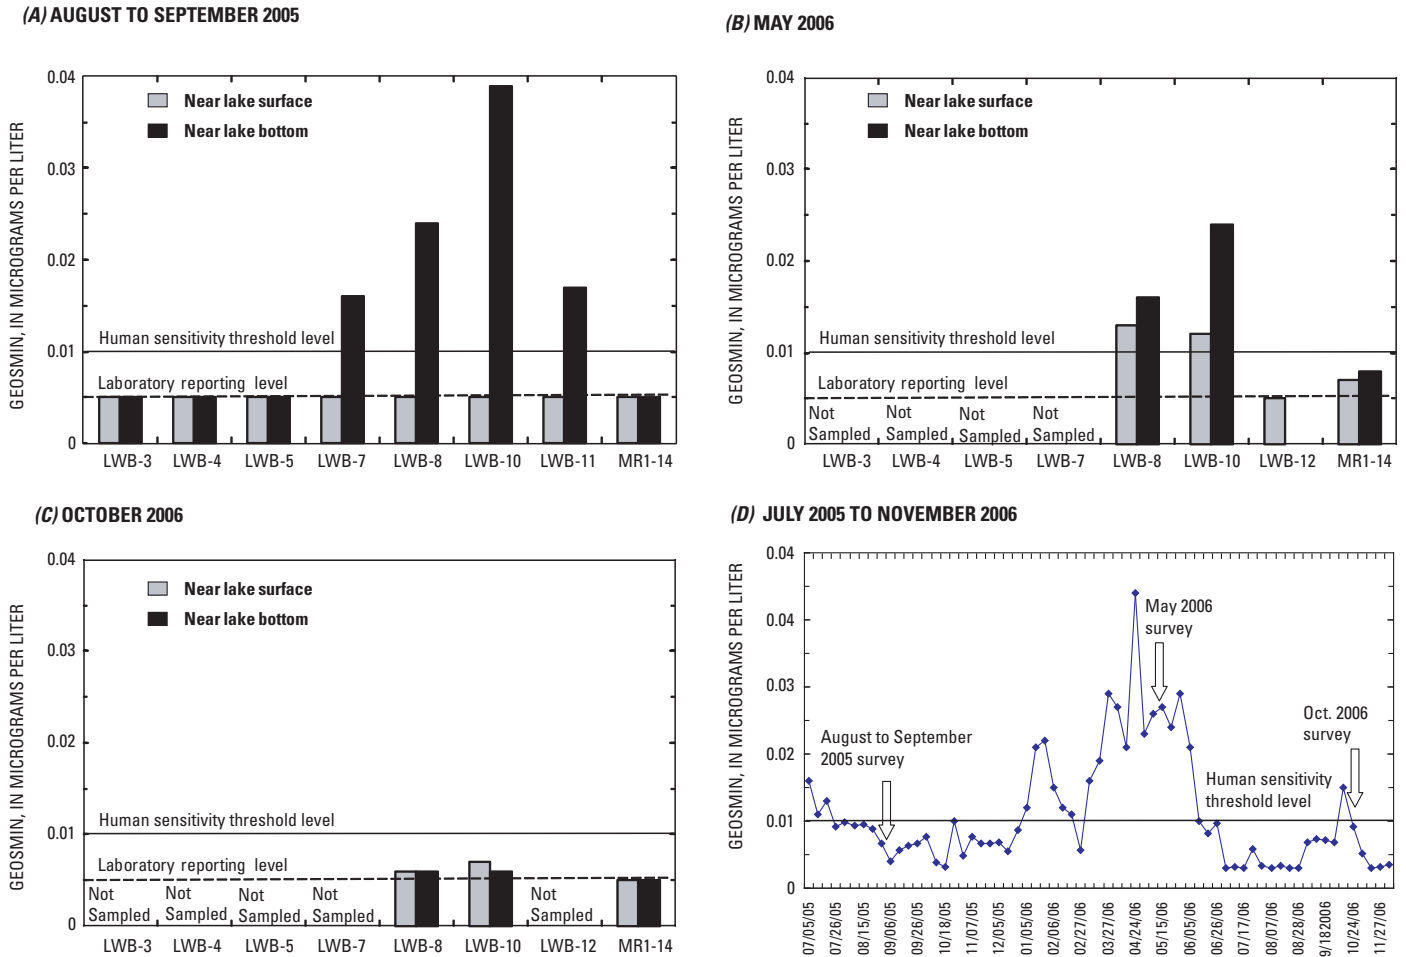 (A) AUGUST TO SEPTEMBER 2005
GEOSMIN, IN MICROGRAMS PER LITER
0.04
0.03
0.02
0.01
0
Near lake surface
Near lake bottom
Human sensitivity threshold level
Laboratory reporting level
LWB-3 LWB-4 LWB-5 LWB-7 LWB-8 LWB-10 LWB-11 MR1-14
(B) MAY 2006
GEOSMIN, IN MICROGRAMS PER LITER
0.04
0.03
0.02
0.01
0
Near lake surface
Near lake bottom
Human sensitivity threshold level
Laboratory reporting level
Not Not Not Not
Sampled Sampled Sampled Sampled
LWB-3 LWB-4 LWB-5 LWB-7 LWB-8 LWB-10 LWB-12 MR1-14
(C) OCTOBER 2006
GEOSMIN, IN MICROGRAMS PER LITER
0.04
0.03
0.02
0.01
0
Near lake surface
Near lake bottom
Human sensitivity threshold level
Laboratory reporting level
Not Not Not Not Not
Sampled Sampled Sampled Sampled Sampled
LWB-3 LWB-4 LWB-5 LWB-7 LWB-8 LWB-10 LWB-12 MR1-14
(D) JULY 2005 TO NOVEMBER 2006
GEOSMIN, IN MICROGRAMS PER LITER
0.04
0.04
0.03
0.02
0.01
0
May 2006
survey
August to September
2005 survey
Oct. 2006
survey
Human sensitivity
threshold level
07/05/05
07/26/05
08/15/05
09/06/05
09/26/05
10/18/05
11/07/05
12/05/05
01/05/06
02/06/06
02/27/06
03/27/06
04/24/06
05/15/06
06/05/06
06/26/06
07/17/06
08/07/06
08/28/06
9/182006
10/24/06
11/27/06